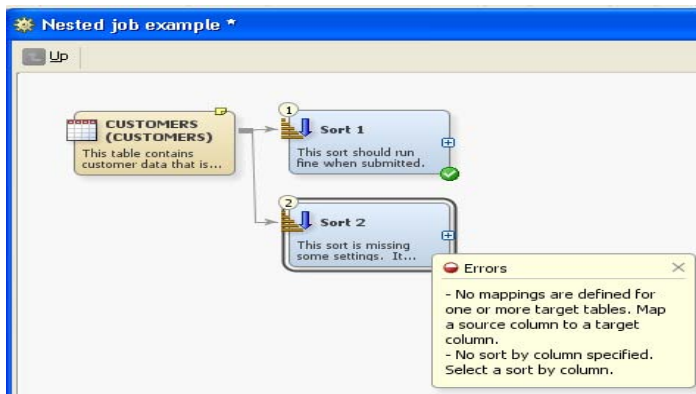 Nested job example *
Up
CUSTOMERS
(CUSTOMERS)
This table contains
customer data that is...
1
Sort 1
This sort should run
fine when submitted.
2
Sort 2
This sort is missing
some settings. It...
Errors
- No mappings are defined for
one or more target tables. Map
a source column to a target
column.
- No sort by column specified.
Select a sort by column.